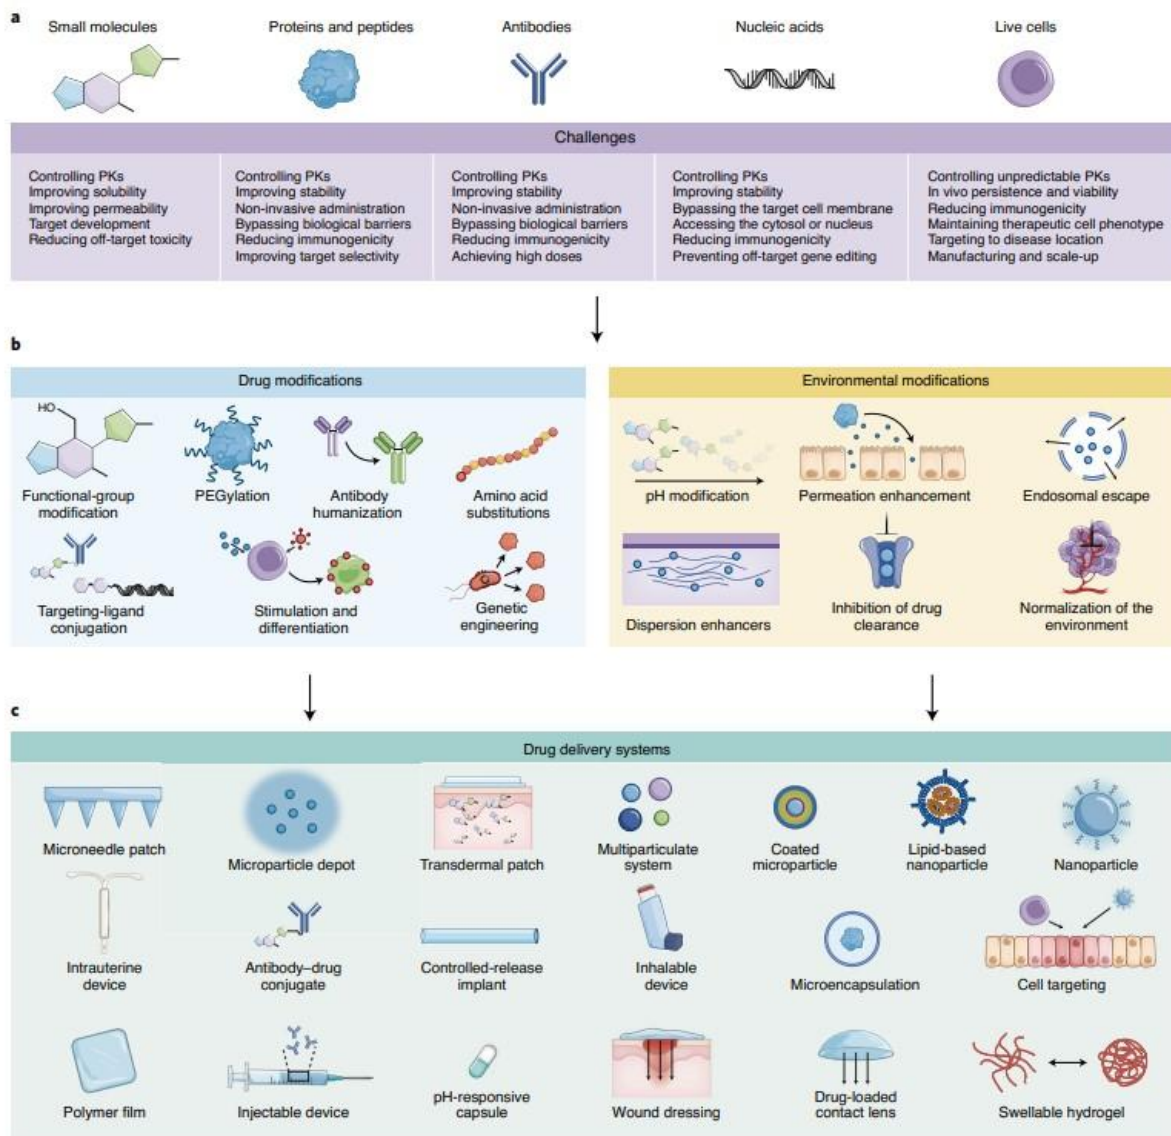 a
Small molecules
Proteins and peptides
Antibodies
Nucleic acids
Live cells
Challenges
Controlling PKs
Improving solubility
Improving permeability
Target development
Reducing off-target toxicity
Controlling PKs
Improving stability
Non-invasive administration
Bypassing biological barriers
Reducing immunogenicity
Improving target selectivity
Controlling PKs
Improving stability
Non-invasive administration
Bypassing biological barriers
Reducing immunogenicity
Achieving high doses
Controlling PKs
Improving stability
Bypassing the target cell membrane
Accessing the cytosol or nucleus
Reducing immunogenicity
Preventing off-target gene editing
Controlling unpredictable PKs
In vivo persistence and viability
Reducing immunogenicity
Maintaining therapeutic cell phenotype
Targeting to disease location
Manufacturing and scale-up
b
Drug modifications
HO
Functional-group
modification
PEGylation
Antibody
humanization
Amino acid
substitutions
Targeting-ligand
conjugation
Stimulation and
differentiation
Genetic
engineering
Environmental modifications
pH modification
Permeation enhancement
Endosomal escape
Dispersion enhancers
Inhibition of drug
clearance
Normalization of the
environment
c
Drug delivery systems
Microneedle patch
Microparticle depot
Transdermal patch
Multiparticulate
system
Coated
microparticle
Lipid-based
nanoparticle
Nanoparticle
Intrauterine
device
Antibody–drug
conjugate
Controlled-release
implant
Inhalable
device
Microencapsulation
Cell targeting
Polymer film
Injectable device
pH-responsive
capsule
Wound dressing
Drug-loaded
contact lens
Swellable hydrogel